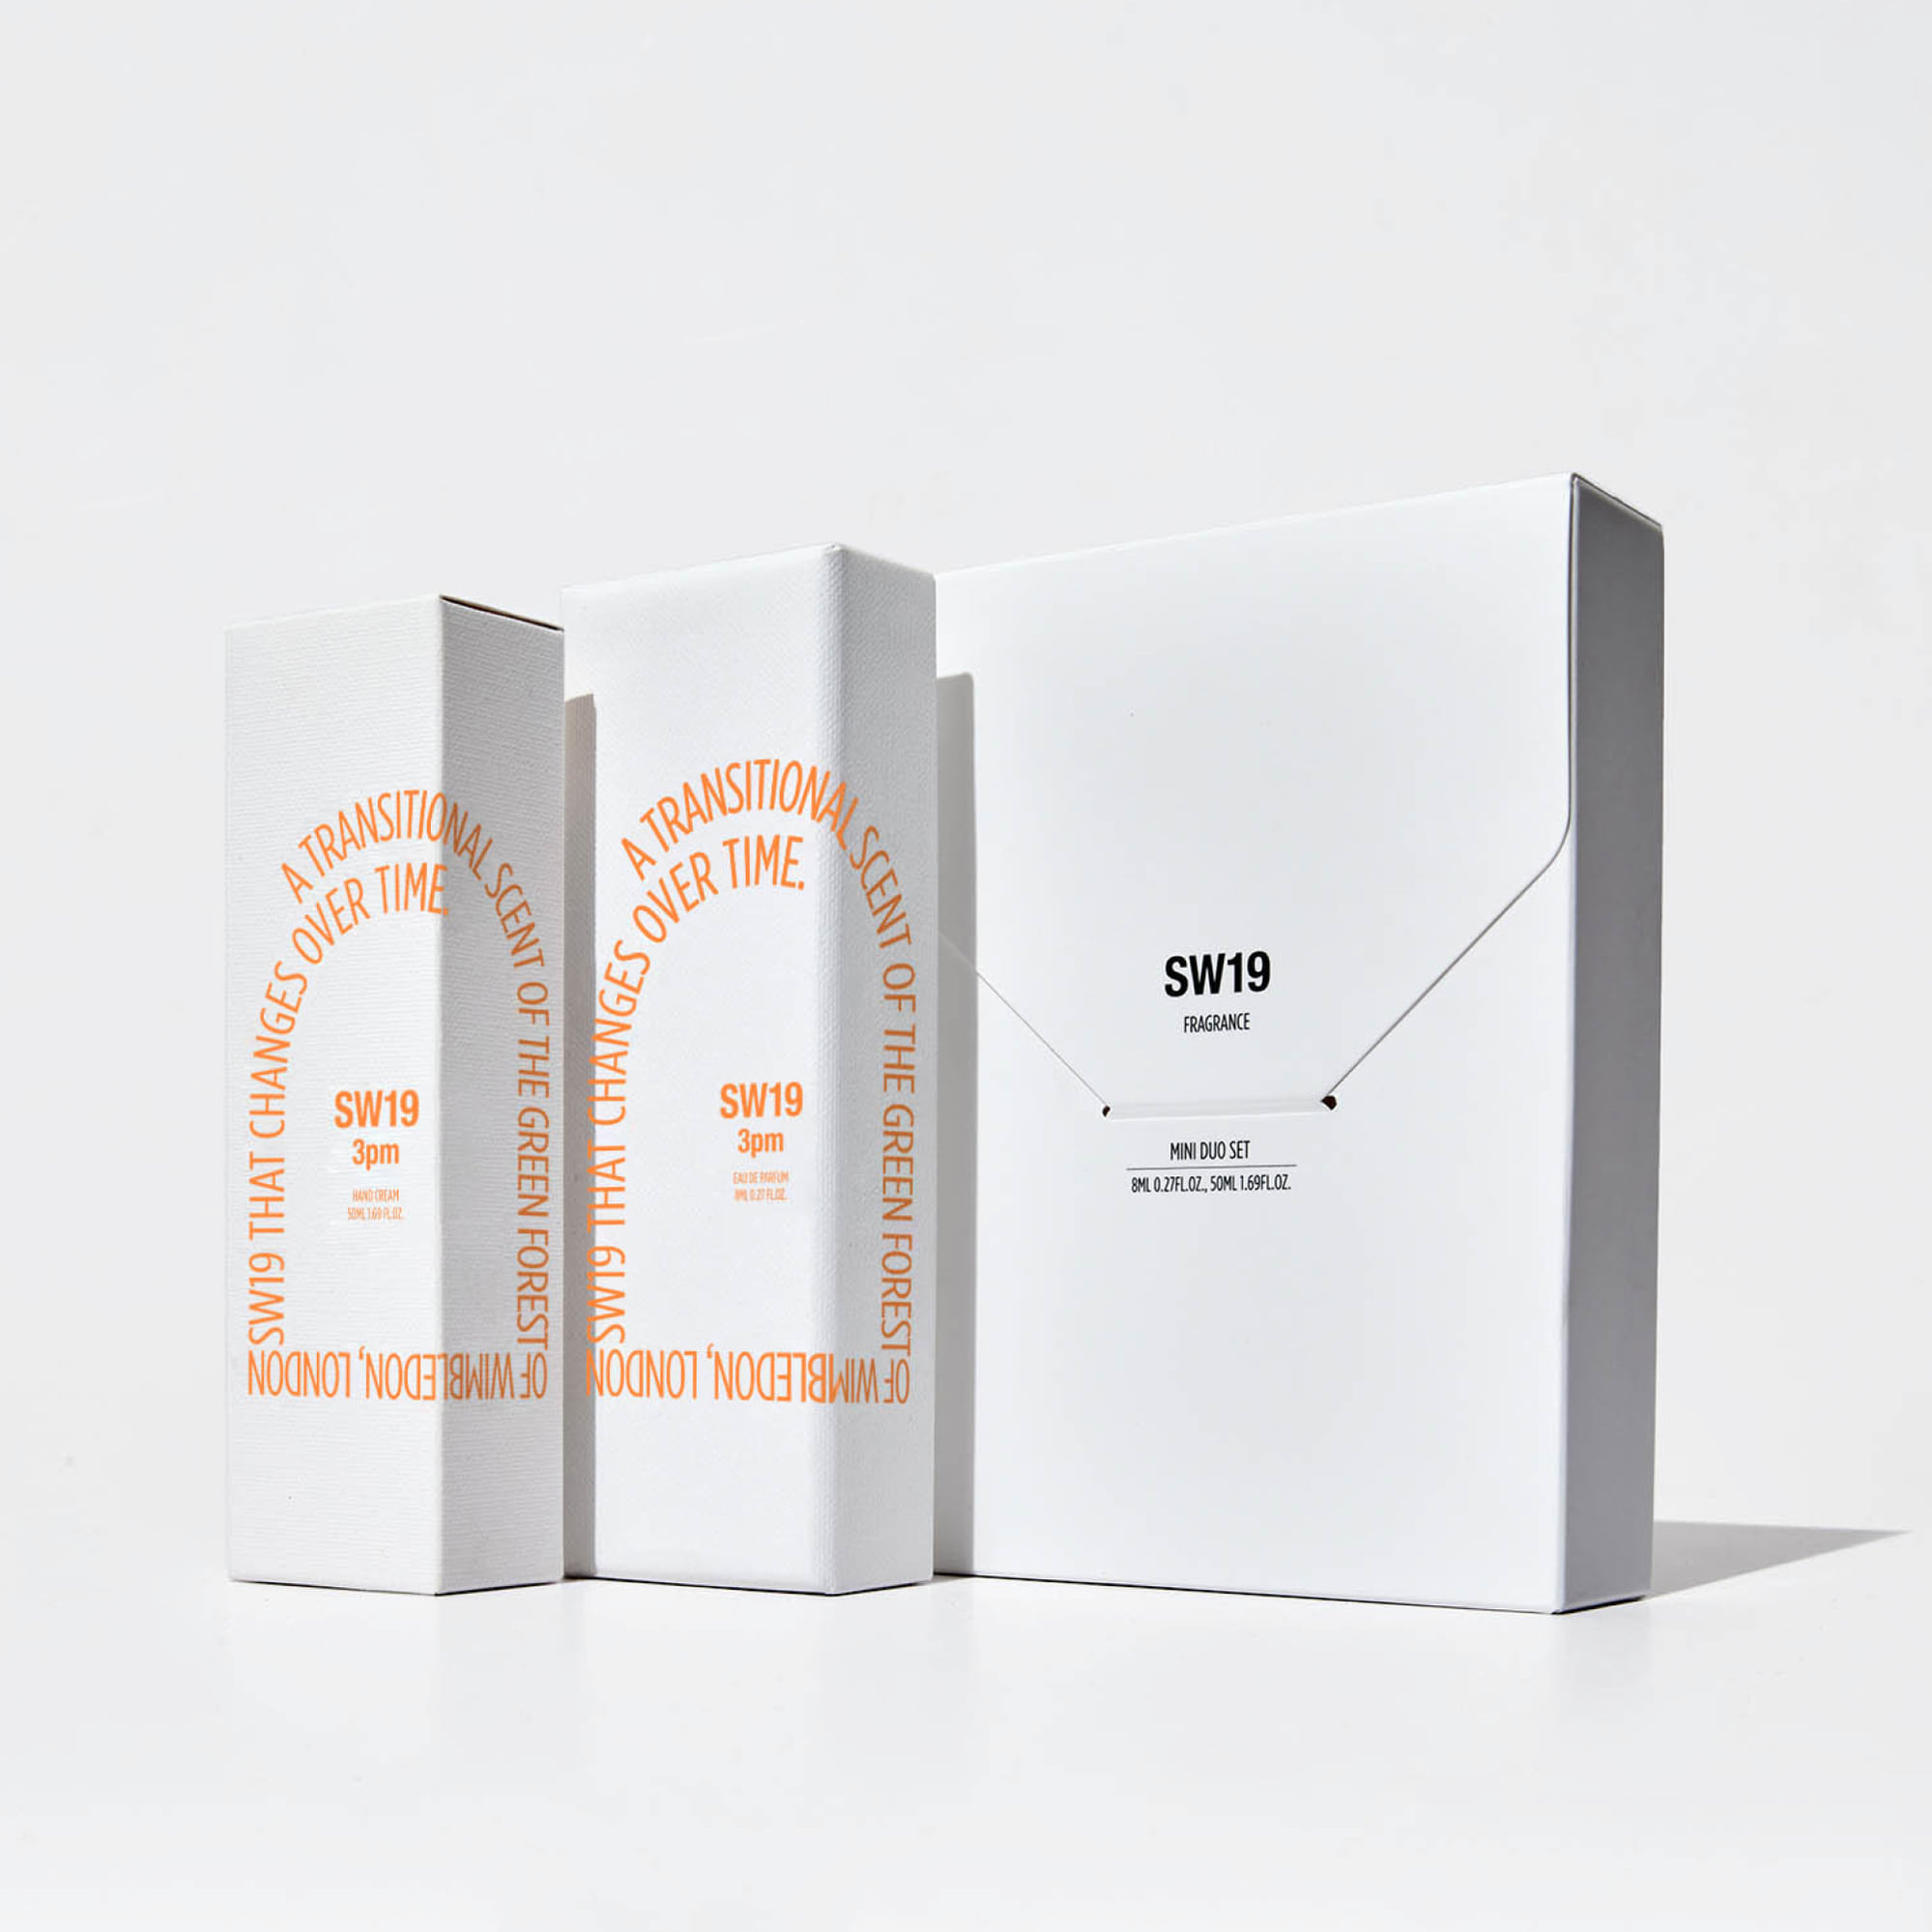 A TRANSITIONAL SCENT OF THE GREEN FOREST
OF WIMBLEDON, LONDON
SW19 THAT CHANGES OVER TIME.
SW19
3pm
HAND CREAM
50ML 1.69 FL.OZ.
A TRANSITIONAL SCENT OF THE GREEN FOREST
OF WIMBLEDON, LONDON
SW19 THAT CHANGES OVER TIME.
SW19
3pm
EAU DE PARFUM
8ML 0.27 FL.OZ.
SW19
FRAGRANCE
MINI DUO SET
8ML 0.27FL.OZ., 50ML 1.69FL.OZ.